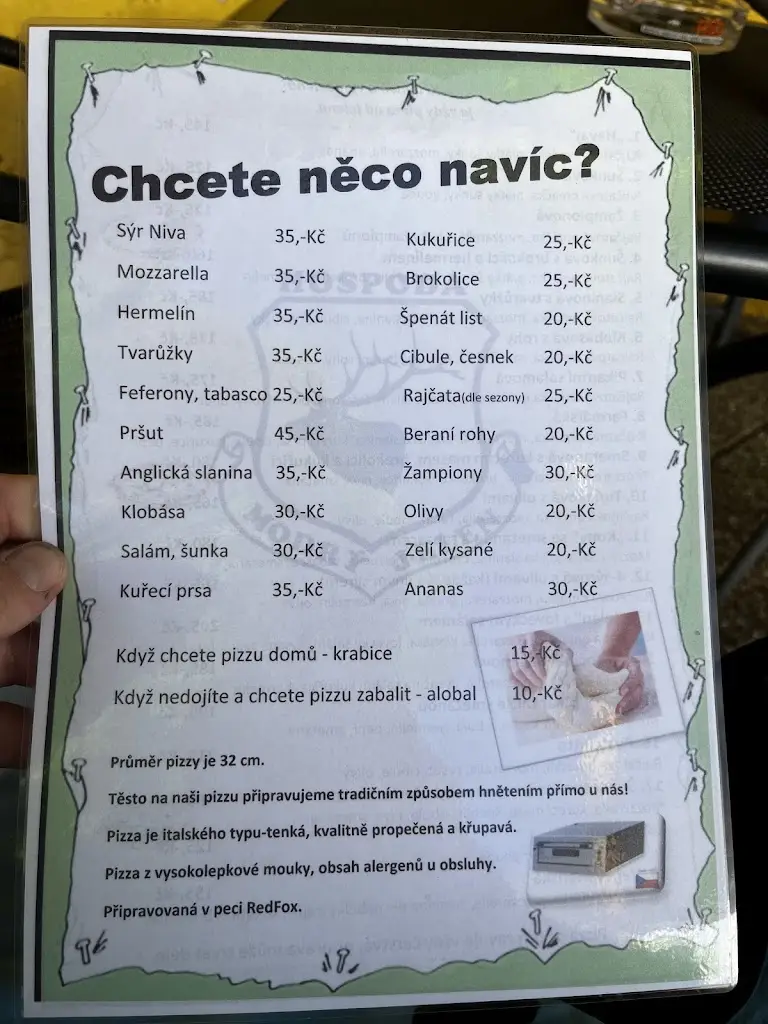 Chcete něco navíc?
Sýr Niva 35,-Kč
Mozzarella 35,-Kč
Hermelín 35,-Kč
Tvarůžky 35,-Kč
Feferony, tabasco 25,-Kč
Pršut 45,-Kč
Anglická slanina 35,-Kč
Klobása 30,-Kč
Salám, šunka 30,-Kč
Kuřecí prsa 35,-Kč
Kukuřice 25,-Kč
Brokolice 25,-Kč
Špenát list 20,-Kč
Cibule, česnek 20,-Kč
Rajčata(dle sezony) 25,-Kč
Beraní rohy 20,-Kč
Žampiony 30,-Kč
Olivy 20,-Kč
Zelí kysané 20,-Kč
Ananas 30,-Kč
Když chcete pizzu domů - krabice 15,-Kč
Když nedojíte a chcete pizzu zabalit - alobal 10,-Kč
Průměr pizzy je 32 cm.
Těsto na naši pizzu připravujeme tradičním způsobem hnětením přímo u nás!
Pizza je italského typu-tenká, kvalitně propečená a křupavá.
Pizza z vysokolepkové mouky, obsah alergenů u obsluhy.
Připravovaná v peci RedFox.
HOSPODA